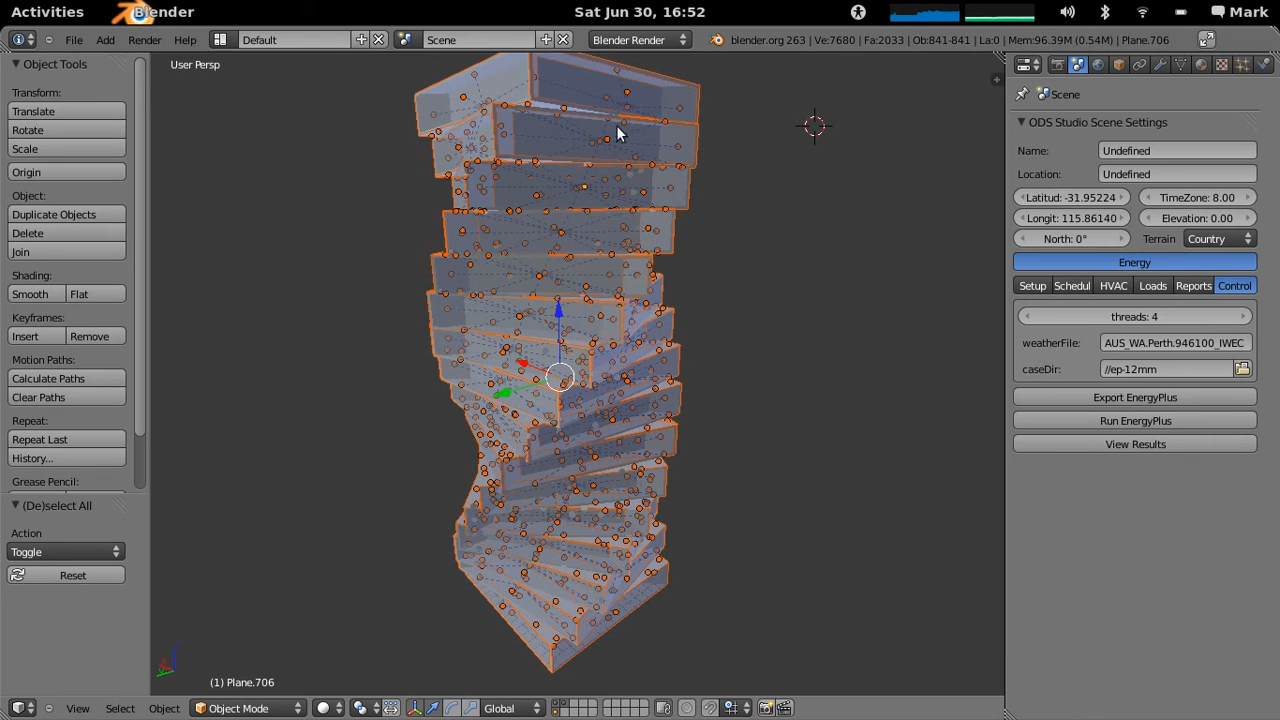 Activities Blender Sat Jun 30, 16:52 Mark
File Add Render Help Default Scene Blender Render blender.org 263 | Ve:7680 | Fa:2033 | Ob:841-841 | La:0 | Mem:96.39M (0.54M) | Plane.706
Object Tools
Transform:
Translate
Rotate
Scale
Origin
Object:
Duplicate Objects
Delete
Join
Shading:
Smooth Flat
Keyframes:
Insert Remove
Motion Paths:
Calculate Paths
Clear Paths
Repeat:
Repeat Last
History...
Grease Pencil:
(De)select All
Action
Toggle
Reset
User Persp
(1) Plane.706
View Select Object Object Mode Global
Scene
ODS Studio Scene Settings
Name: Undefined
Location: Undefined
Latitud: -31.95224 TimeZone: 8.00
Longit: 115.86140 Elevation: 0.00
North: 0° Terrain Country
Energy
Setup Schedul HVAC Loads Reports Control
threads: 4
weatherFile: AUS_WA.Perth.946100_IWEC
caseDir: //ep-12mm
Export EnergyPlus
Run EnergyPlus
View Results